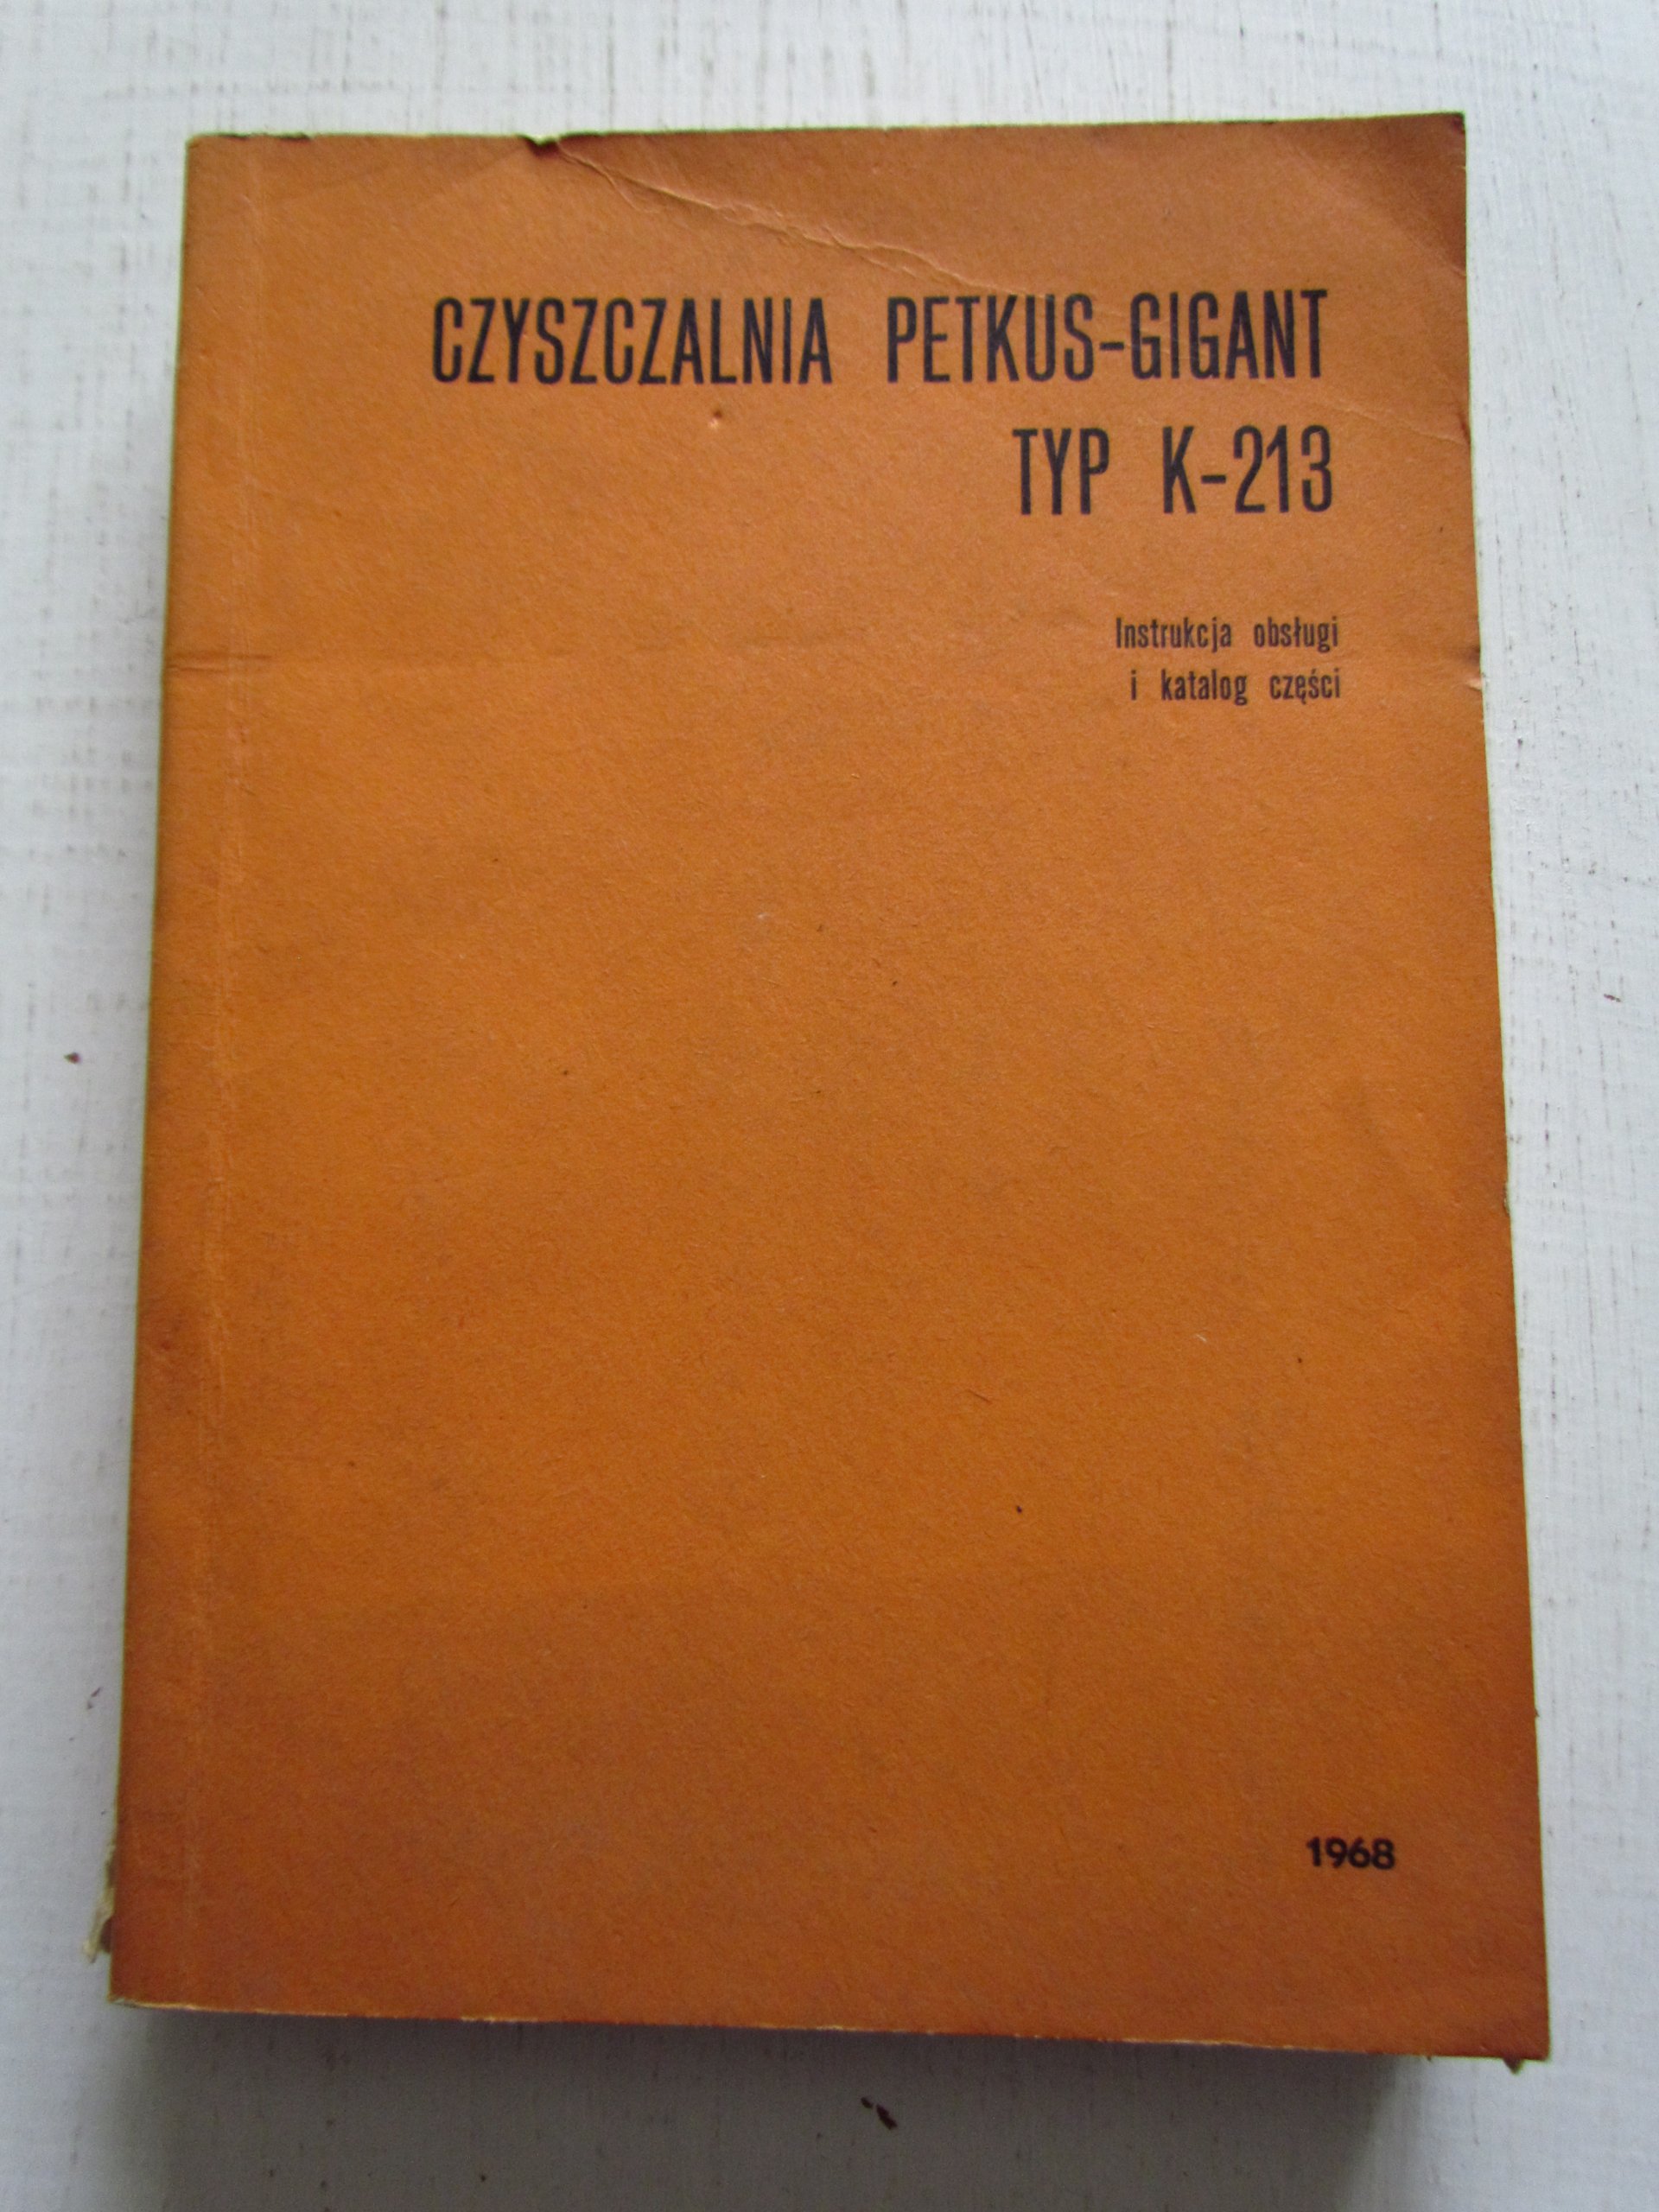 CZYSZCZALNIA PETKUS-GIGANT
TYP K-213
Instrukcja obsługi
i katalog części
1968